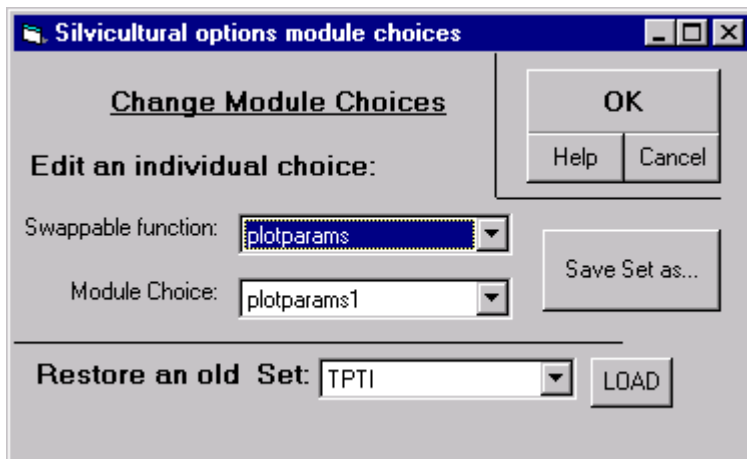 Silvicultural options module choices
Change Module Choices
OK
Help Cancel
Edit an individual choice:
Swappable function: plotparams
Save Set as...
Module Choice: plotparams1
Restore an old Set: TPTI LOAD